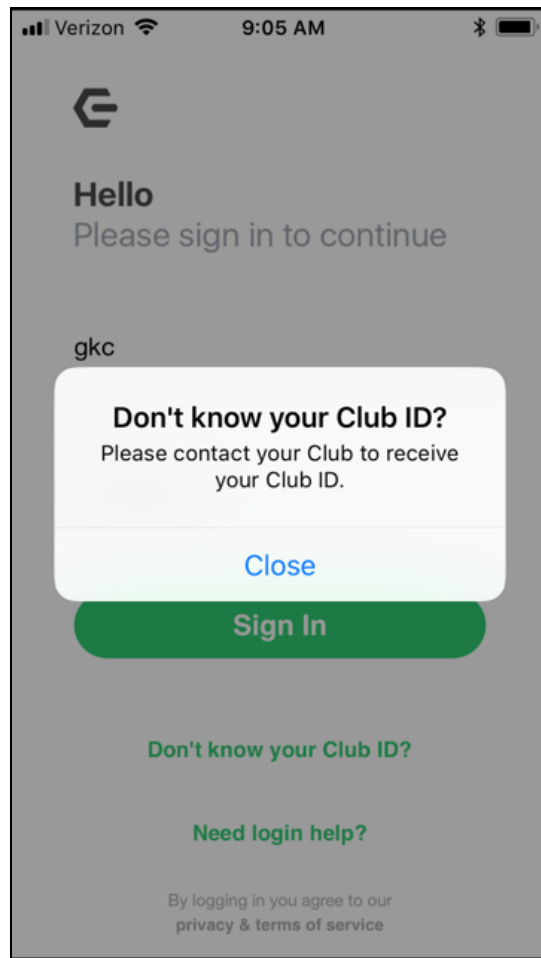 Verizon 9:05 AM
Hello
Please sign in to continue
gkc
Don't know your Club ID?
Please contact your Club to receive
your Club ID.
Close
Sign In
Don't know your Club ID?
Need login help?
By logging in you agree to our
privacy & terms of service